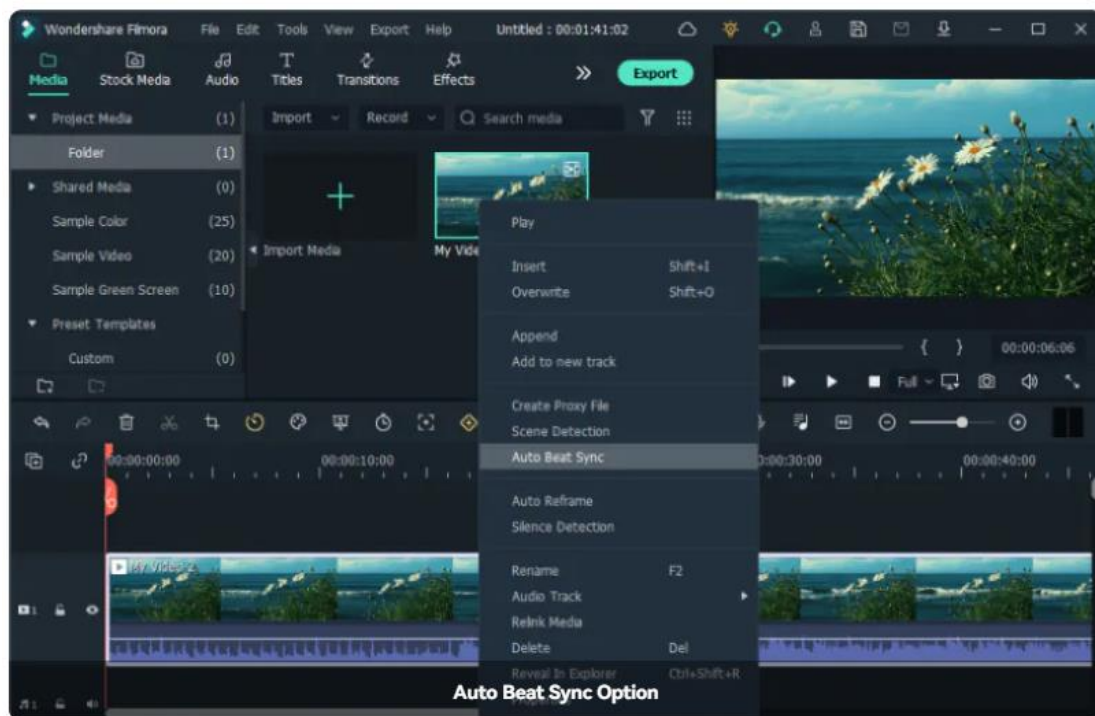 Wondershare Filmora File Edit Tools View Export Help Untitled : 00:01:41:02
Media Stock Media Audio Titles Transitions Effects Export
Project Media (1)
Import Record Search media
Folder (1)
Shared Media (0)
Sample Color (25)
Sample Video (20)
Sample Green Screen (10)
Preset Templates
Custom (0)
Import Media
My Vide
Play
Insert Shift+I
Overwrite Shift+O
Append
Add to new track
Create Proxy File
Scene Detection
Auto Beat Sync
Auto Reframe
Silence Detection
Rename F2
Audio Track
Relink Media
Delete Del
Reveal In Explorer Ctrl+Shift+R
Properties
00:00:06:06
Full
00:00:00:00 00:00:10:00 0:00:30:00 00:00:40:00
My Video-2
1
1
Auto Beat Sync Option